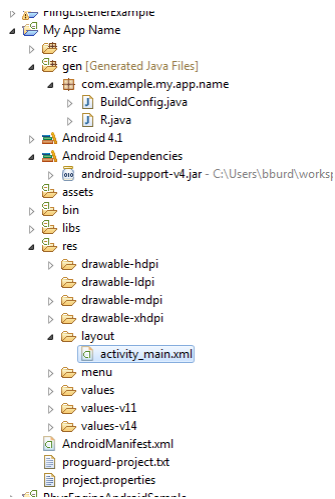 FlingListenerExample
My App Name
src
gen [Generated Java Files]
com.example.my.app.name
BuildConfig.java
R.java
Android 4.1
Android Dependencies
android-support-v4.jar - C:\Users\bburd\worksp
assets
bin
libs
res
drawable-hdpi
drawable-ldpi
drawable-mdpi
drawable-xhdpi
layout
activity_main.xml
menu
values
values-v11
values-v14
AndroidManifest.xml
proguard-project.txt
project.properties
PhysEngineAndroidSample